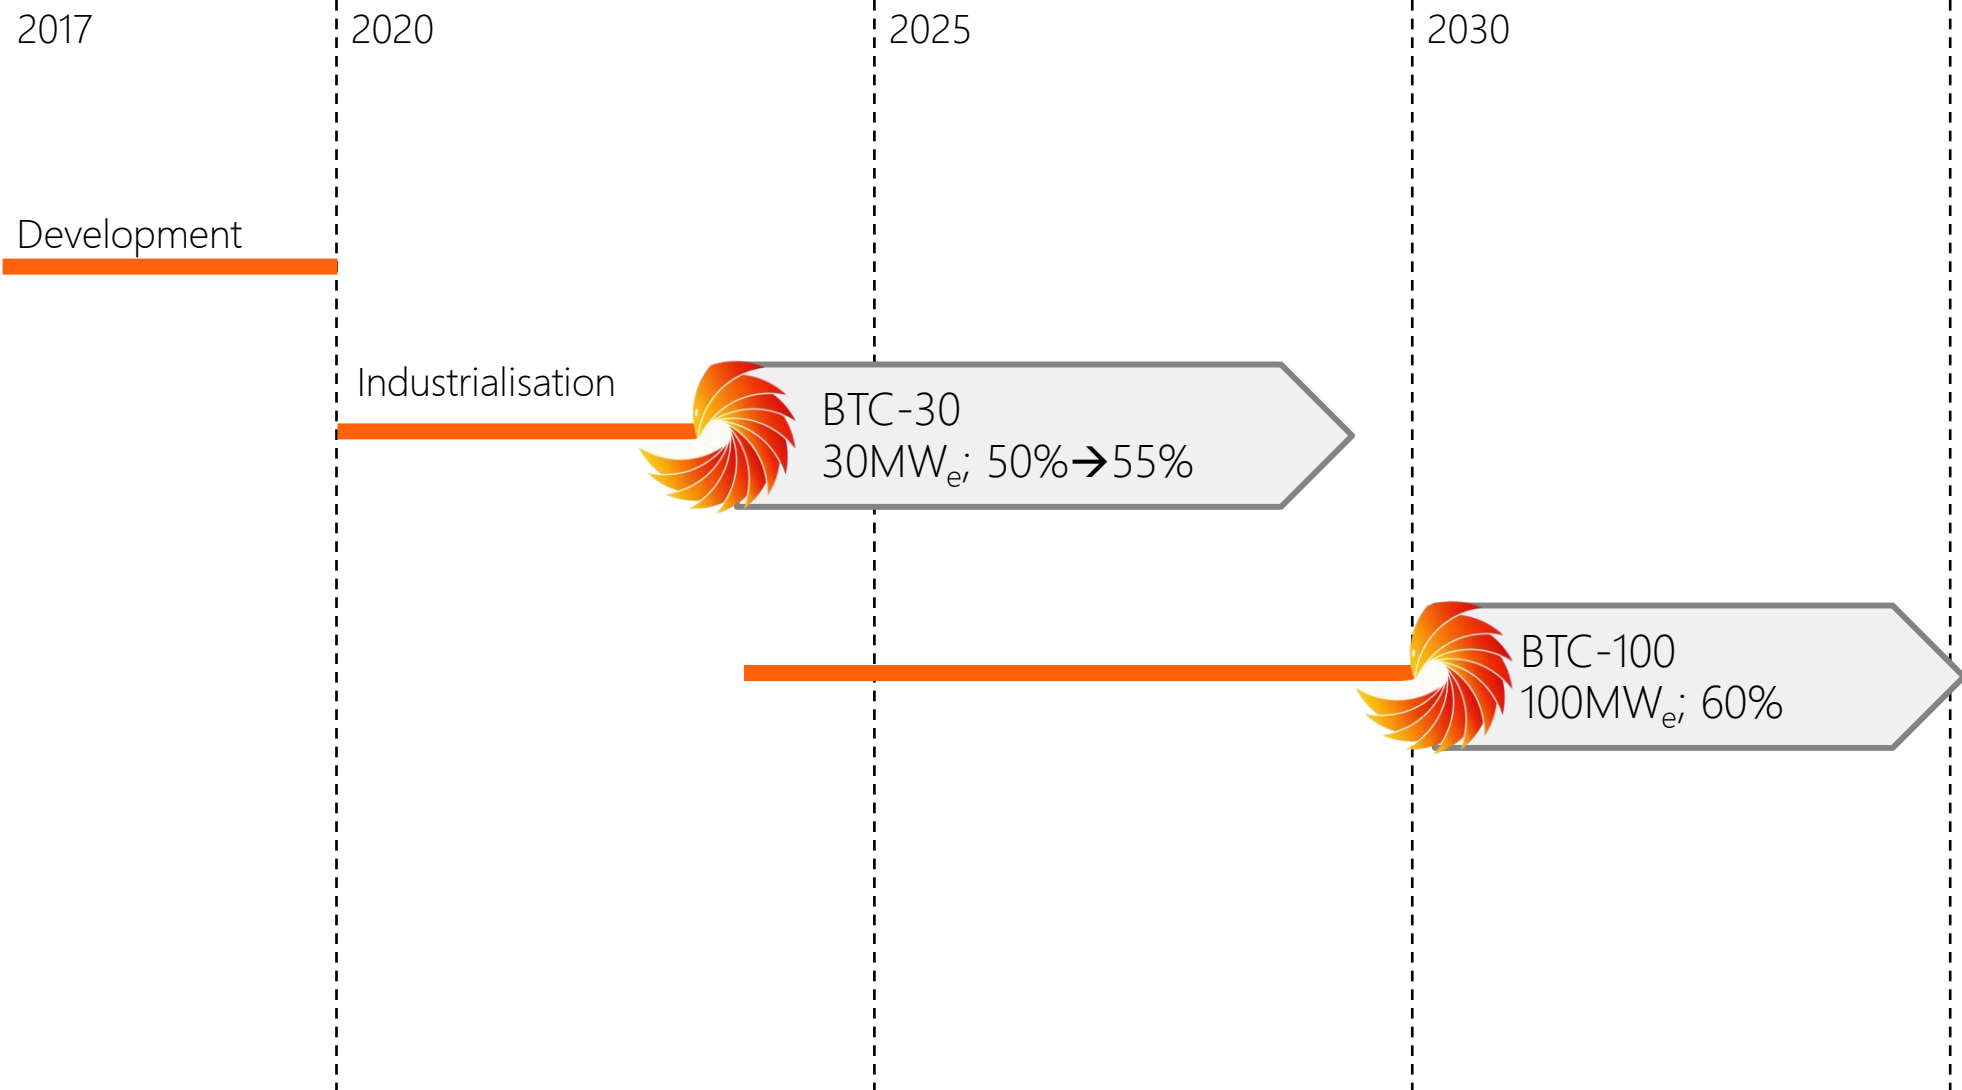 2017
2020
2025
2030
Development
Industrialisation
BTC-30
30MWe; 50%→55%
BTC-100
100MWe; 60%